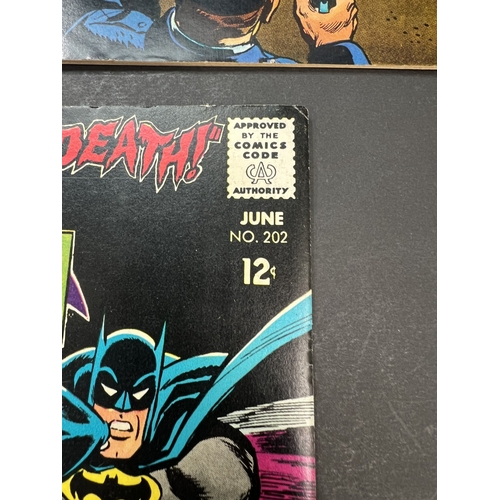 DEATH!"
APPROVED
BY THE
COMICS
CODE
CA
AUTHORITY
JUNE
NO. 202
12¢